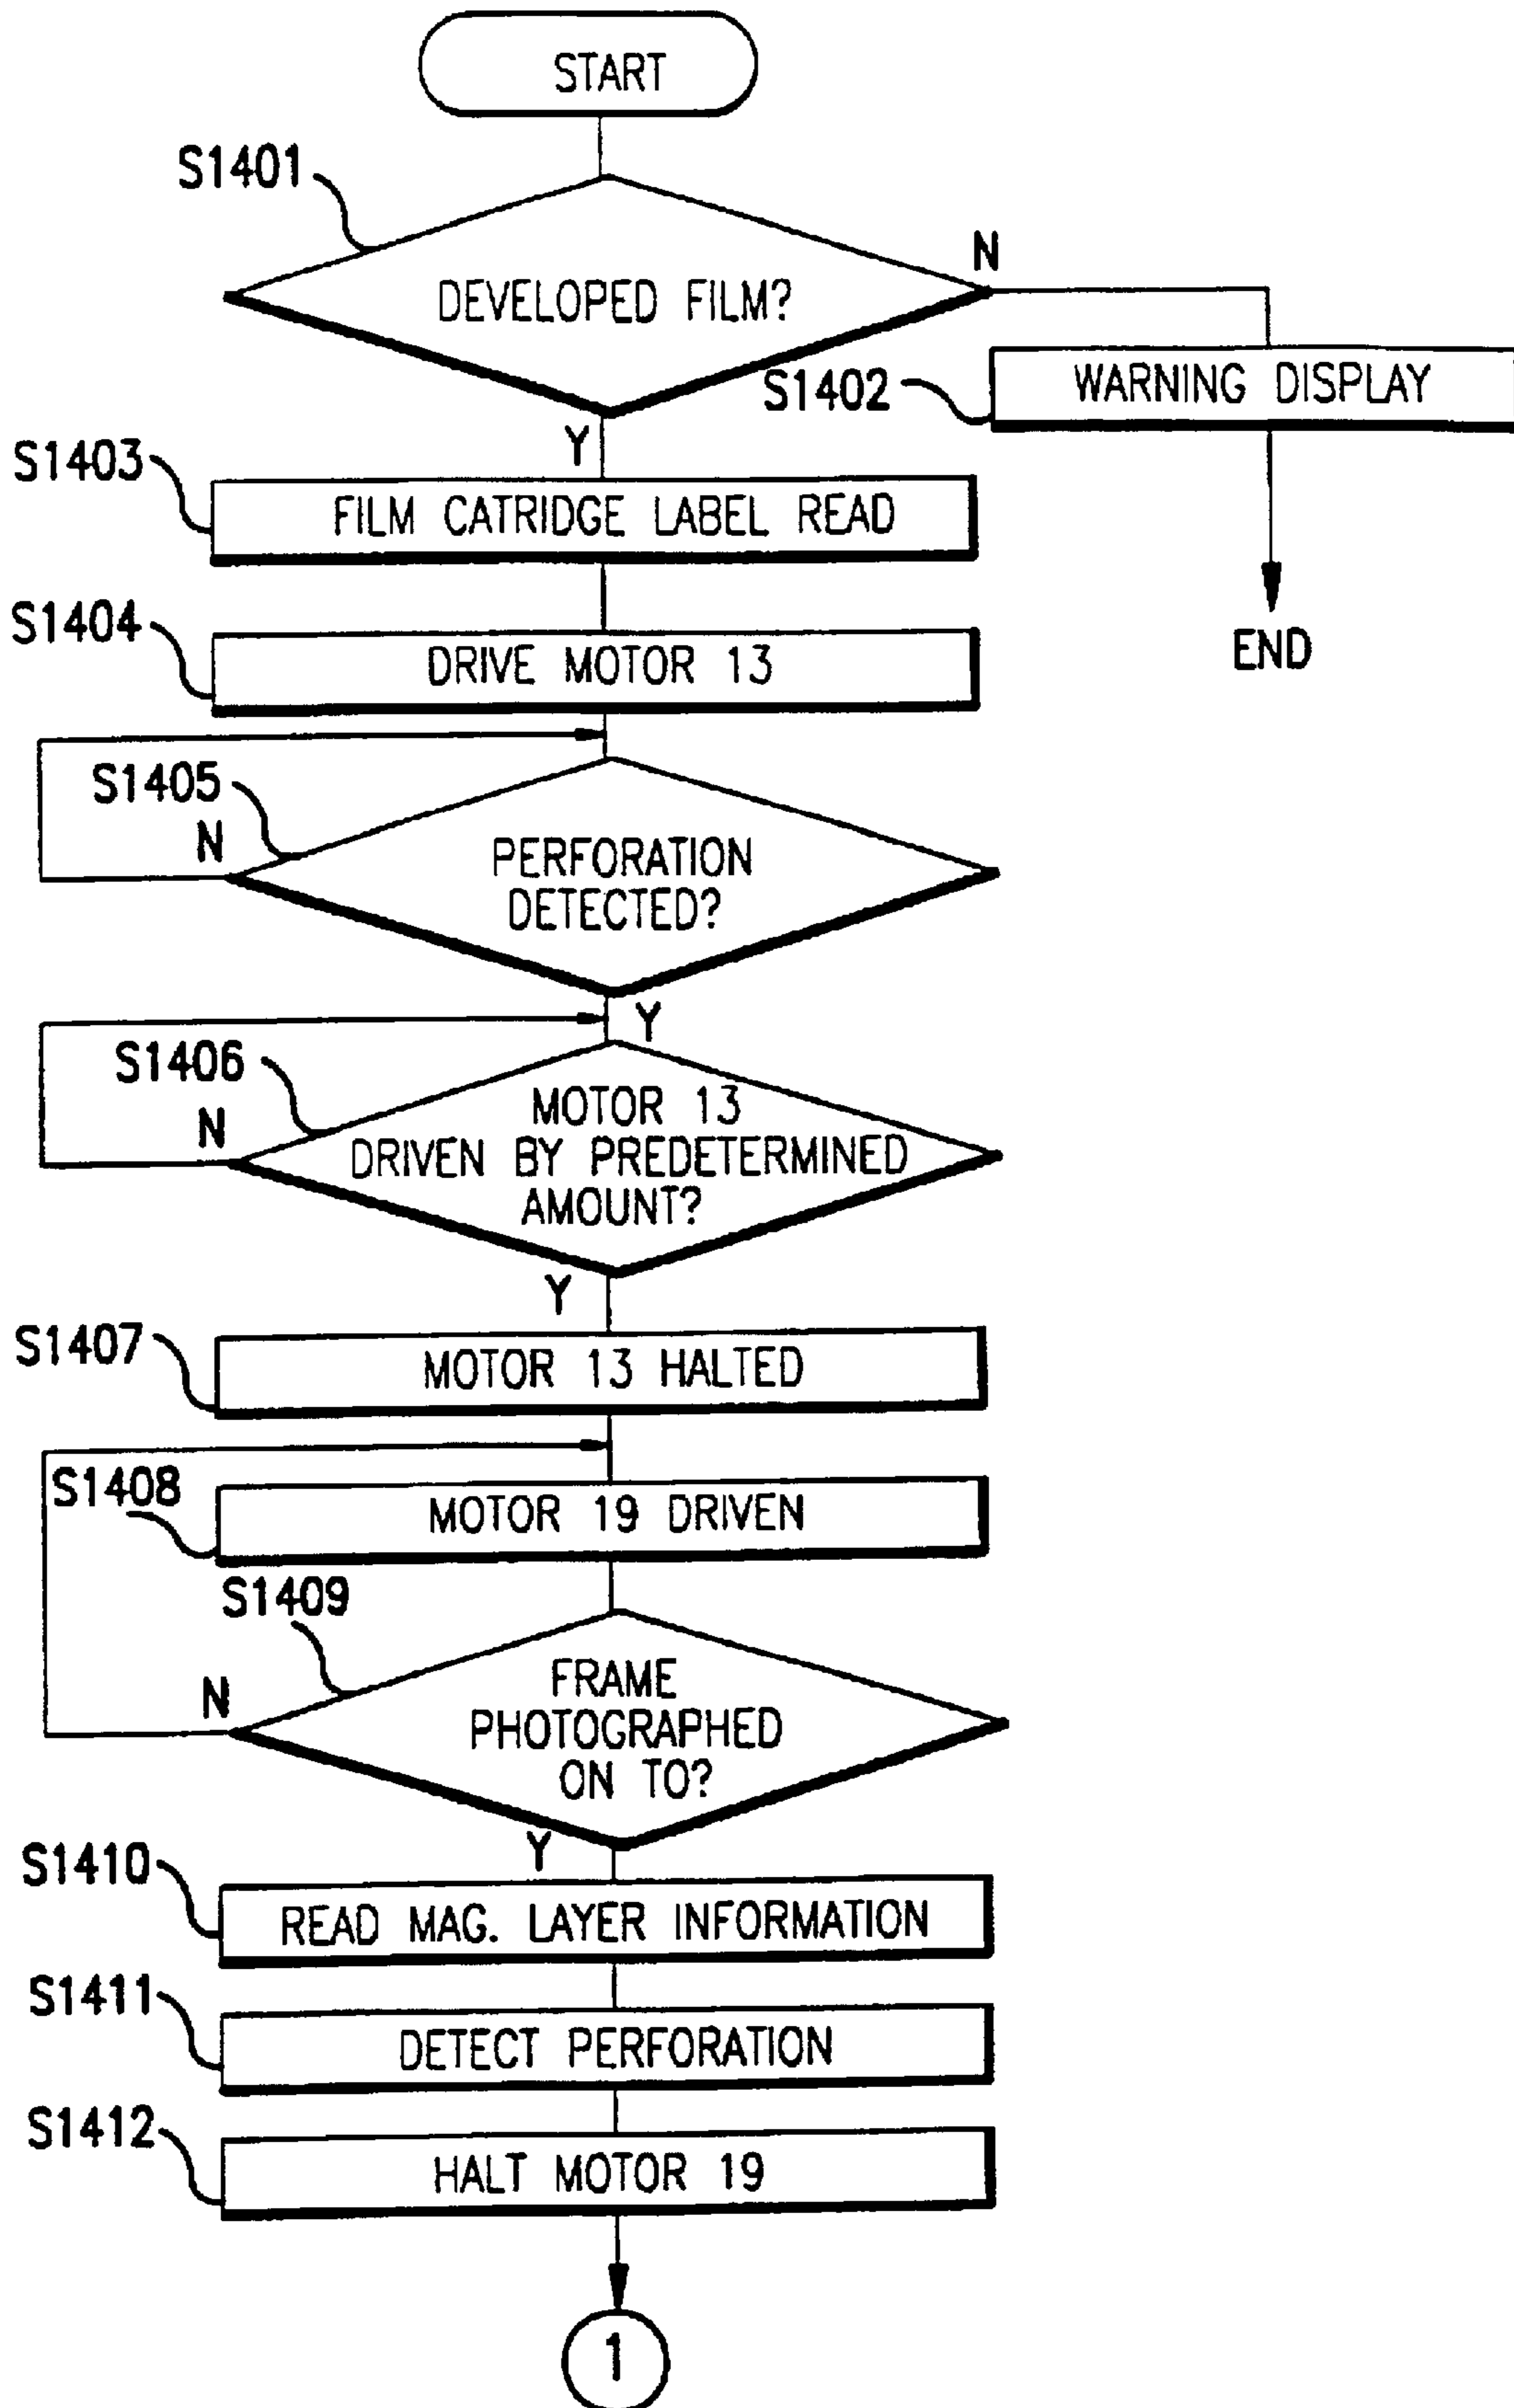 START
S1401
N
DEVELOPED FILM?
S1402
WARNING DISPLAY
Y
END
S1403
FILM CATRIDGE LABEL READ
S1404
DRIVE MOTOR 13
S1405
N
PERFORATION
DETECTED?
Y
S1406
N
MOTOR 13
DRIVEN BY PREDETERMINED
AMOUNT?
Y
S1407
MOTOR 13 HALTED
S1408
MOTOR 19 DRIVEN
S1409
N
FRAME
PHOTOGRAPHED
ON TO?
Y
S1410
READ MAG. LAYER INFORMATION
S1411
DETECT PERFORATION
S1412
HALT MOTOR 19
1